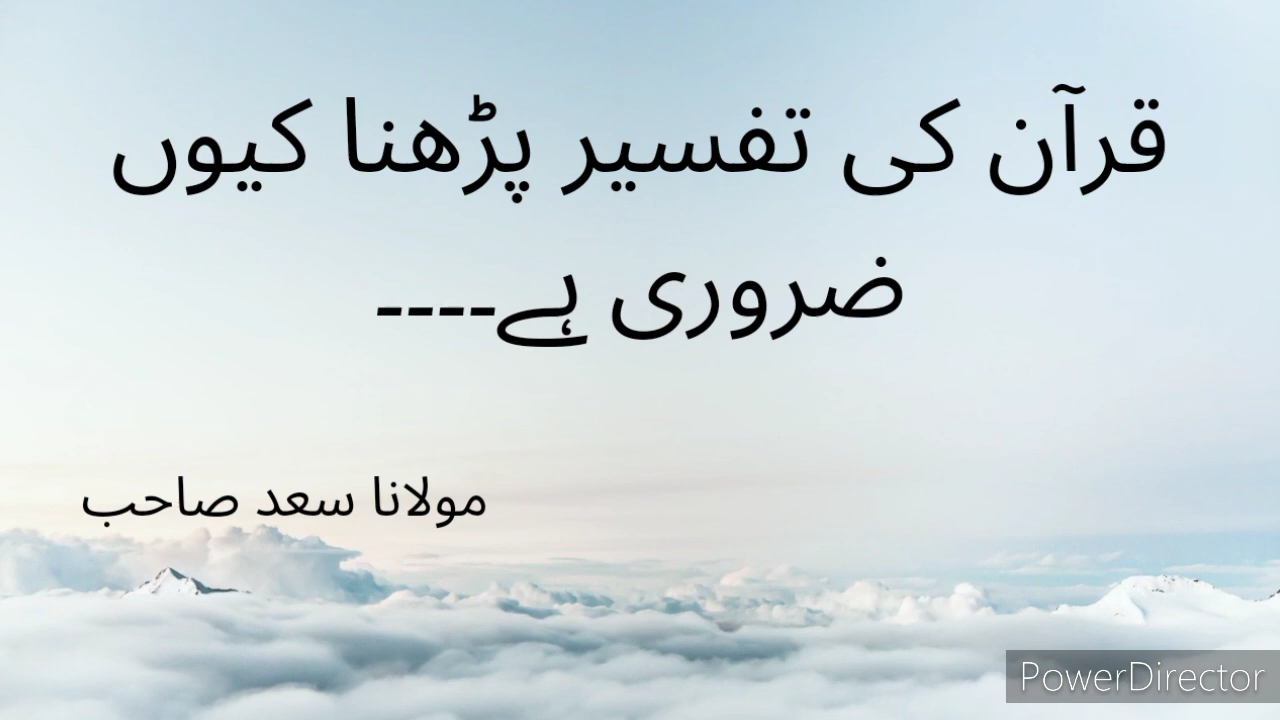 قرآن کی تفسیر پڑھنا کیوں
ضروری ہے----
مولانا سعد صاحب
PowerDirector